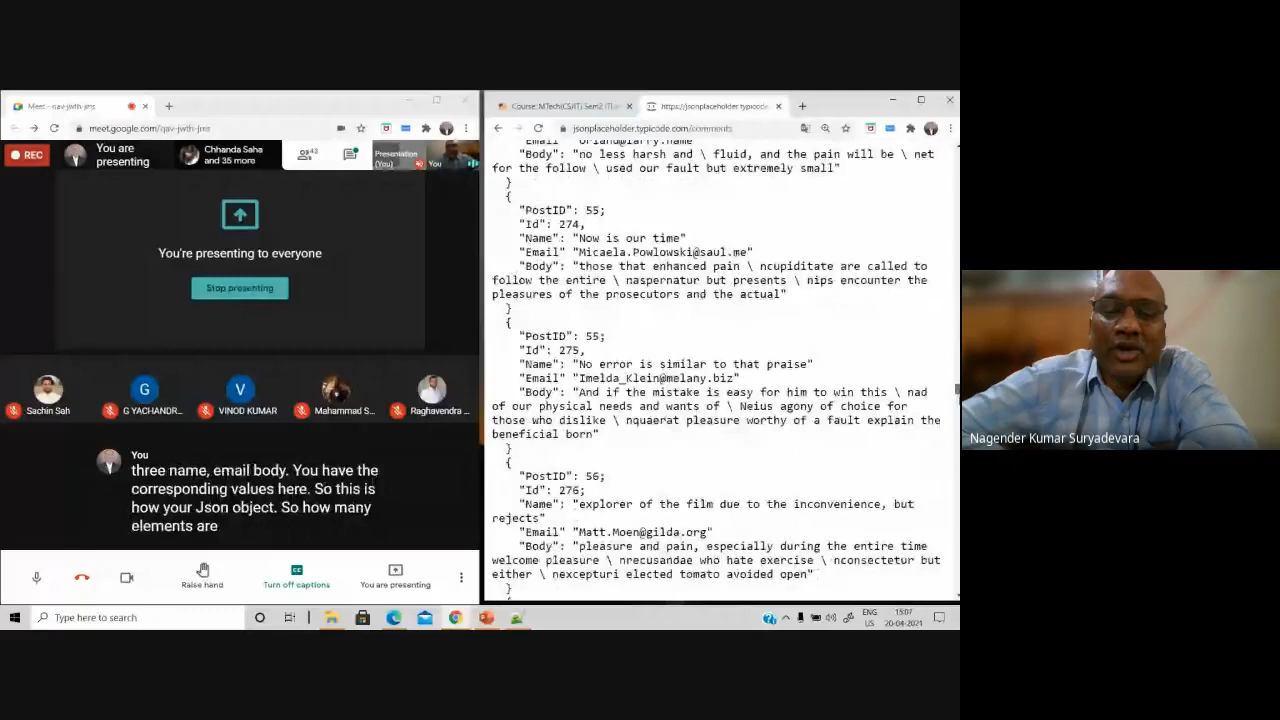 Meet – qav-jwth-jms
meet.google.com/qav-jwth-jms
REC
You are
presenting
Chhanda Saha
and 35 more
43
Presentation
(You)
You
You're presenting to everyone
Stop presenting
Sachin Sah
G YACHANDR...
VINOD KUMAR
Mahammad S...
Raghavendra ...
G
V
You
three name, email body. You have the
corresponding values here. So this is
how your Json object. So how many
elements are
Raise hand
Turn off captions
You are presenting
Course: MTech(CS/IT) Sem2 IT
https://jsonplaceholder.typicode
jsonplaceholder.typicode.com/comments
"Body": "no less harsh and \ fluid, and the pain will be \ net
for the follow \ used our fault but extremely small"
}
{
"PostID": 55;
"Id": 274,
"Name": "Now is our time"
"Email" "Micaela.Powlowski@saul.me"
"Body": "those that enhanced pain \ ncupiditate are called to
follow the entire \ naspernatur but presents \ nips encounter the
pleasures of the prosecutors and the actual"
}
{
"PostID": 55;
"Id": 275,
"Name": "No error is similar to that praise"
"Email" "Imelda_Klein@melany.biz"
"Body": "And if the mistake is easy for him to win this \ nad
of our physical needs and wants of \ Neius agony of choice for
those who dislike \ nquaerat pleasure worthy of a fault explain the
beneficial born"
}
{
"PostID": 56;
"Id": 276;
"Name": "explorer of the film due to the inconvenience, but
rejects"
"Email" "Matt.Moen@gilda.org"
"Body": "pleasure and pain, especially during the entire time
welcome pleasure \ nrecusandae who hate exercise \ nconsectetur but
either \ nexcepturi elected tomato avoided open"
}
Nagender Kumar Suryadevara
Type here to search
ENG
US
15:07
20-04-2021